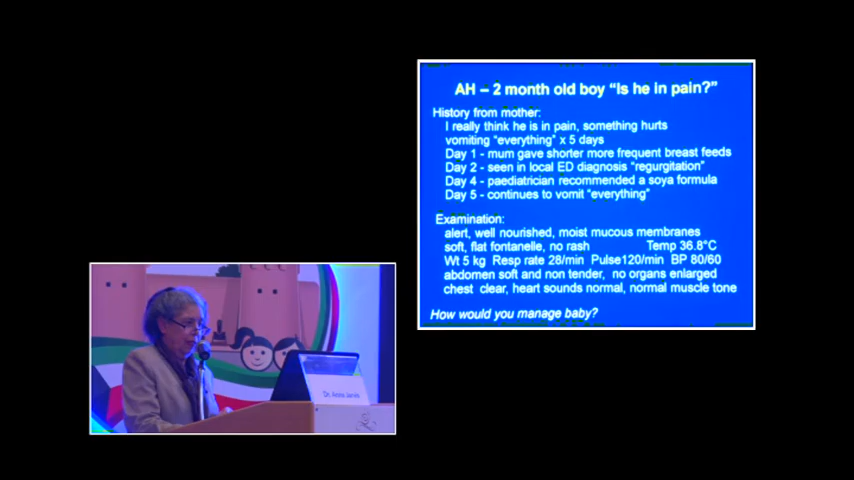 AH – 2 month old boy “Is he in pain?”
History from mother:
I really think he is in pain, something hurts
vomiting “everything” x 5 days
Day 1 - mum gave shorter more frequent breast feeds
Day 2 - seen in local ED diagnosis “regurgitation”
Day 4 - paediatrician recommended a soya formula
Day 5 - continues to vomit “everything”
Examination:
alert, well nourished, moist mucous membranes
soft, flat fontanelle, no rash Temp 36.8°C
Wt 5 kg Resp rate 28/min Pulse120/min BP 80/60
abdomen soft and non tender, no organs enlarged
chest clear, heart sounds normal, normal muscle tone
How would you manage baby?
Dr. Anna Jarvis